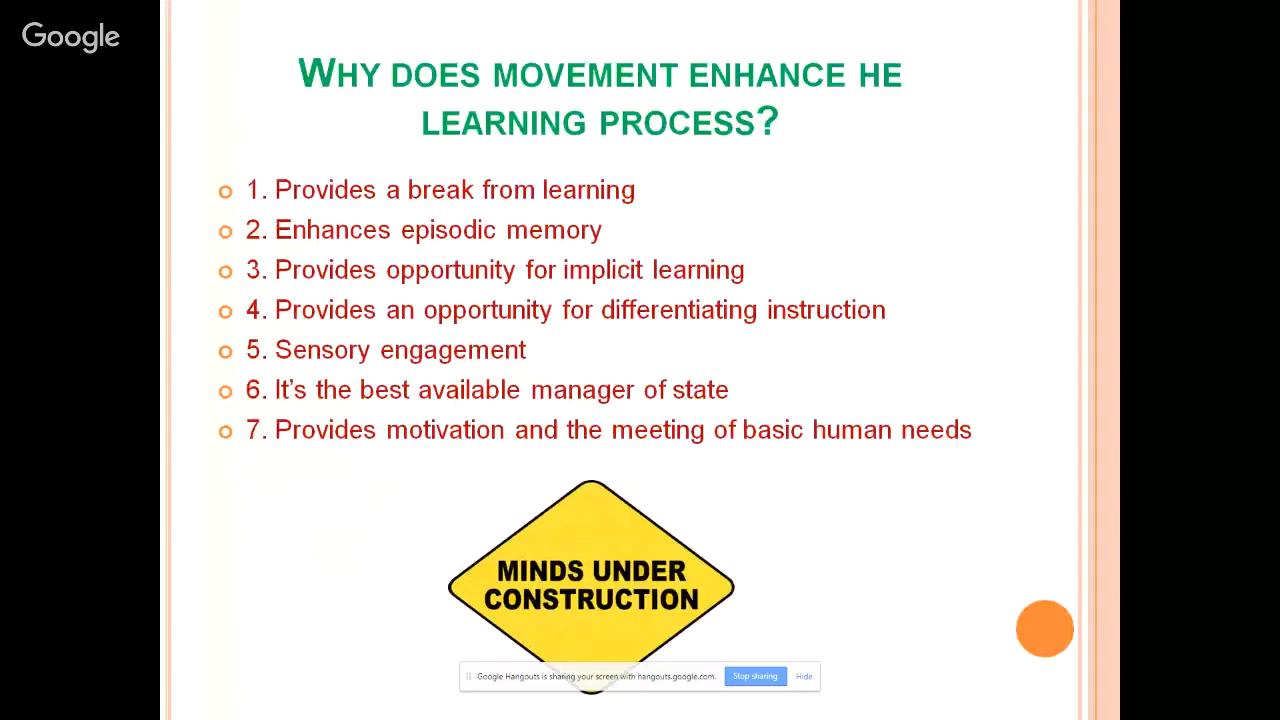 Google
WHY DOES MOVEMENT ENHANCE HE
LEARNING PROCESS?
1. Provides a break from learning
2. Enhances episodic memory
3. Provides opportunity for implicit learning
4. Provides an opportunity for differentiating instruction
5. Sensory engagement
6. It's the best available manager of state
7. Provides motivation and the meeting of basic human needs
MINDS UNDER
CONSTRUCTION
Google Hangouts is sharing your screen with hangouts.google.com. Stop sharing Hide